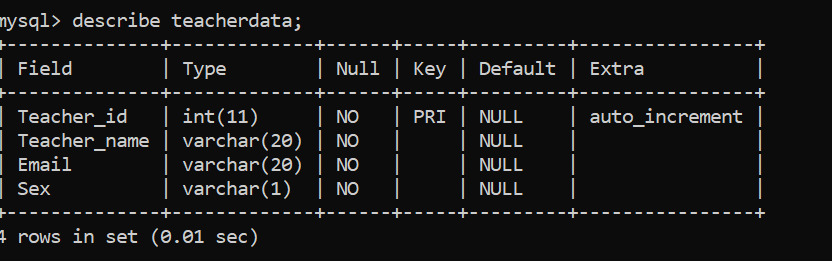 mysql> describe teacherdata;
+--------------+-------------+------+-----+---------+----------------+
| Field        | Type        | Null | Key | Default | Extra          |
+--------------+-------------+------+-----+---------+----------------+
| Teacher_id   | int(11)     | NO   | PRI | NULL    | auto_increment |
| Teacher_name | varchar(20) | NO   |     | NULL    |                |
| Email        | varchar(20) | NO   |     | NULL    |                |
| Sex          | varchar(1)  | NO   |     | NULL    |                |
+--------------+-------------+------+-----+---------+----------------+
4 rows in set (0.01 sec)